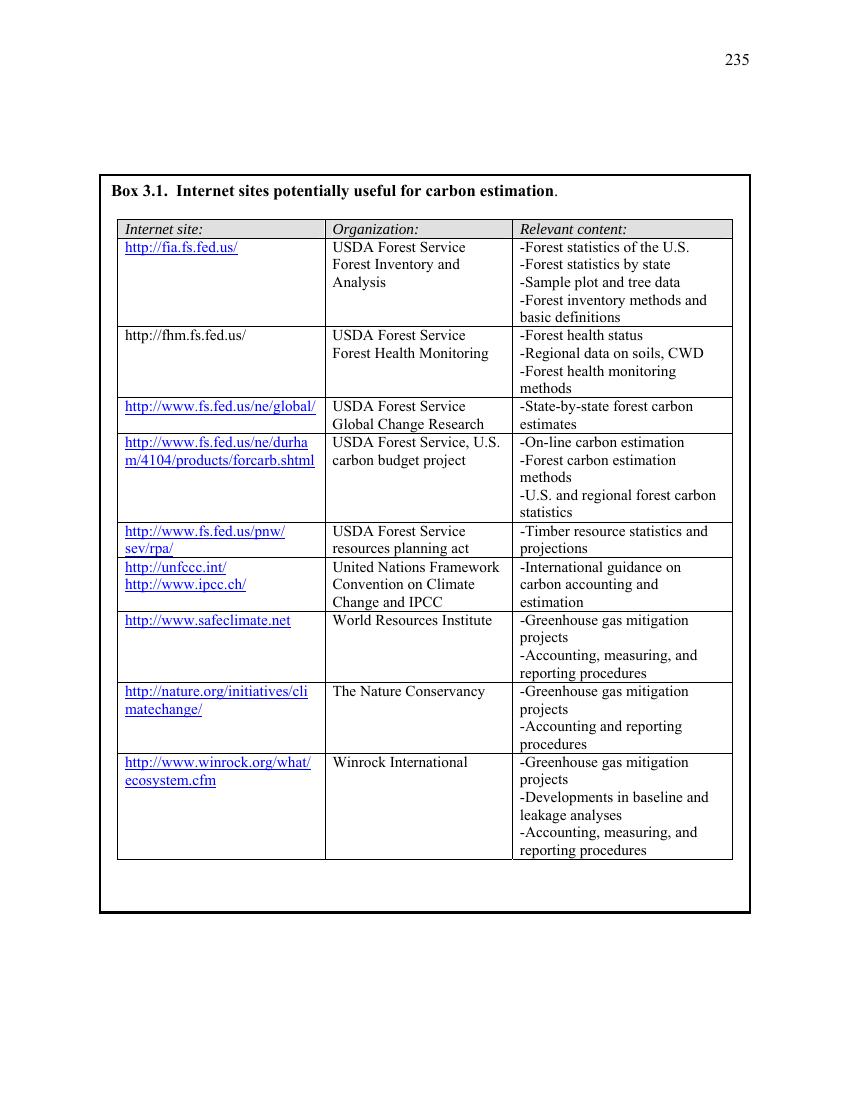 235
Box 3.1.  Internet sites potentially useful for carbon estimation.
Internet site:
Organization:
Relevant content:
http://fia.fs.fed.us/
USDA Forest Service
Forest Inventory and
Analysis
-Forest statistics of the U.S.
-Forest statistics by state
-Sample plot and tree data
-Forest inventory methods and
basic definitions
http://fhm.fs.fed.us/
USDA Forest Service
Forest Health Monitoring
-Forest health status
-Regional data on soils, CWD
-Forest health monitoring
methods
http://www.fs.fed.us/ne/global/
USDA Forest Service
Global Change Research
-State-by-state forest carbon
estimates
http://www.fs.fed.us/ne/durha
m/4104/products/forcarb.shtml
USDA Forest Service, U.S.
carbon budget project
-On-line carbon estimation
-Forest carbon estimation
methods
-U.S. and regional forest carbon
statistics
http://www.fs.fed.us/pnw/
sev/rpa/
USDA Forest Service
resources planning act
-Timber resource statistics and
projections
http://unfccc.int/
http://www.ipcc.ch/
United Nations Framework
Convention on Climate
Change and IPCC
-International guidance on
carbon accounting and
estimation
http://www.safeclimate.net
World Resources Institute
-Greenhouse gas mitigation
projects
-Accounting, measuring, and
reporting procedures
http://nature.org/initiatives/cli
matechange/
The Nature Conservancy
-Greenhouse gas mitigation
projects
-Accounting and reporting
procedures
http://www.winrock.org/what/
ecosystem.cfm
Winrock International
-Greenhouse gas mitigation
projects
-Developments in baseline and
leakage analyses
-Accounting, measuring, and
reporting procedures